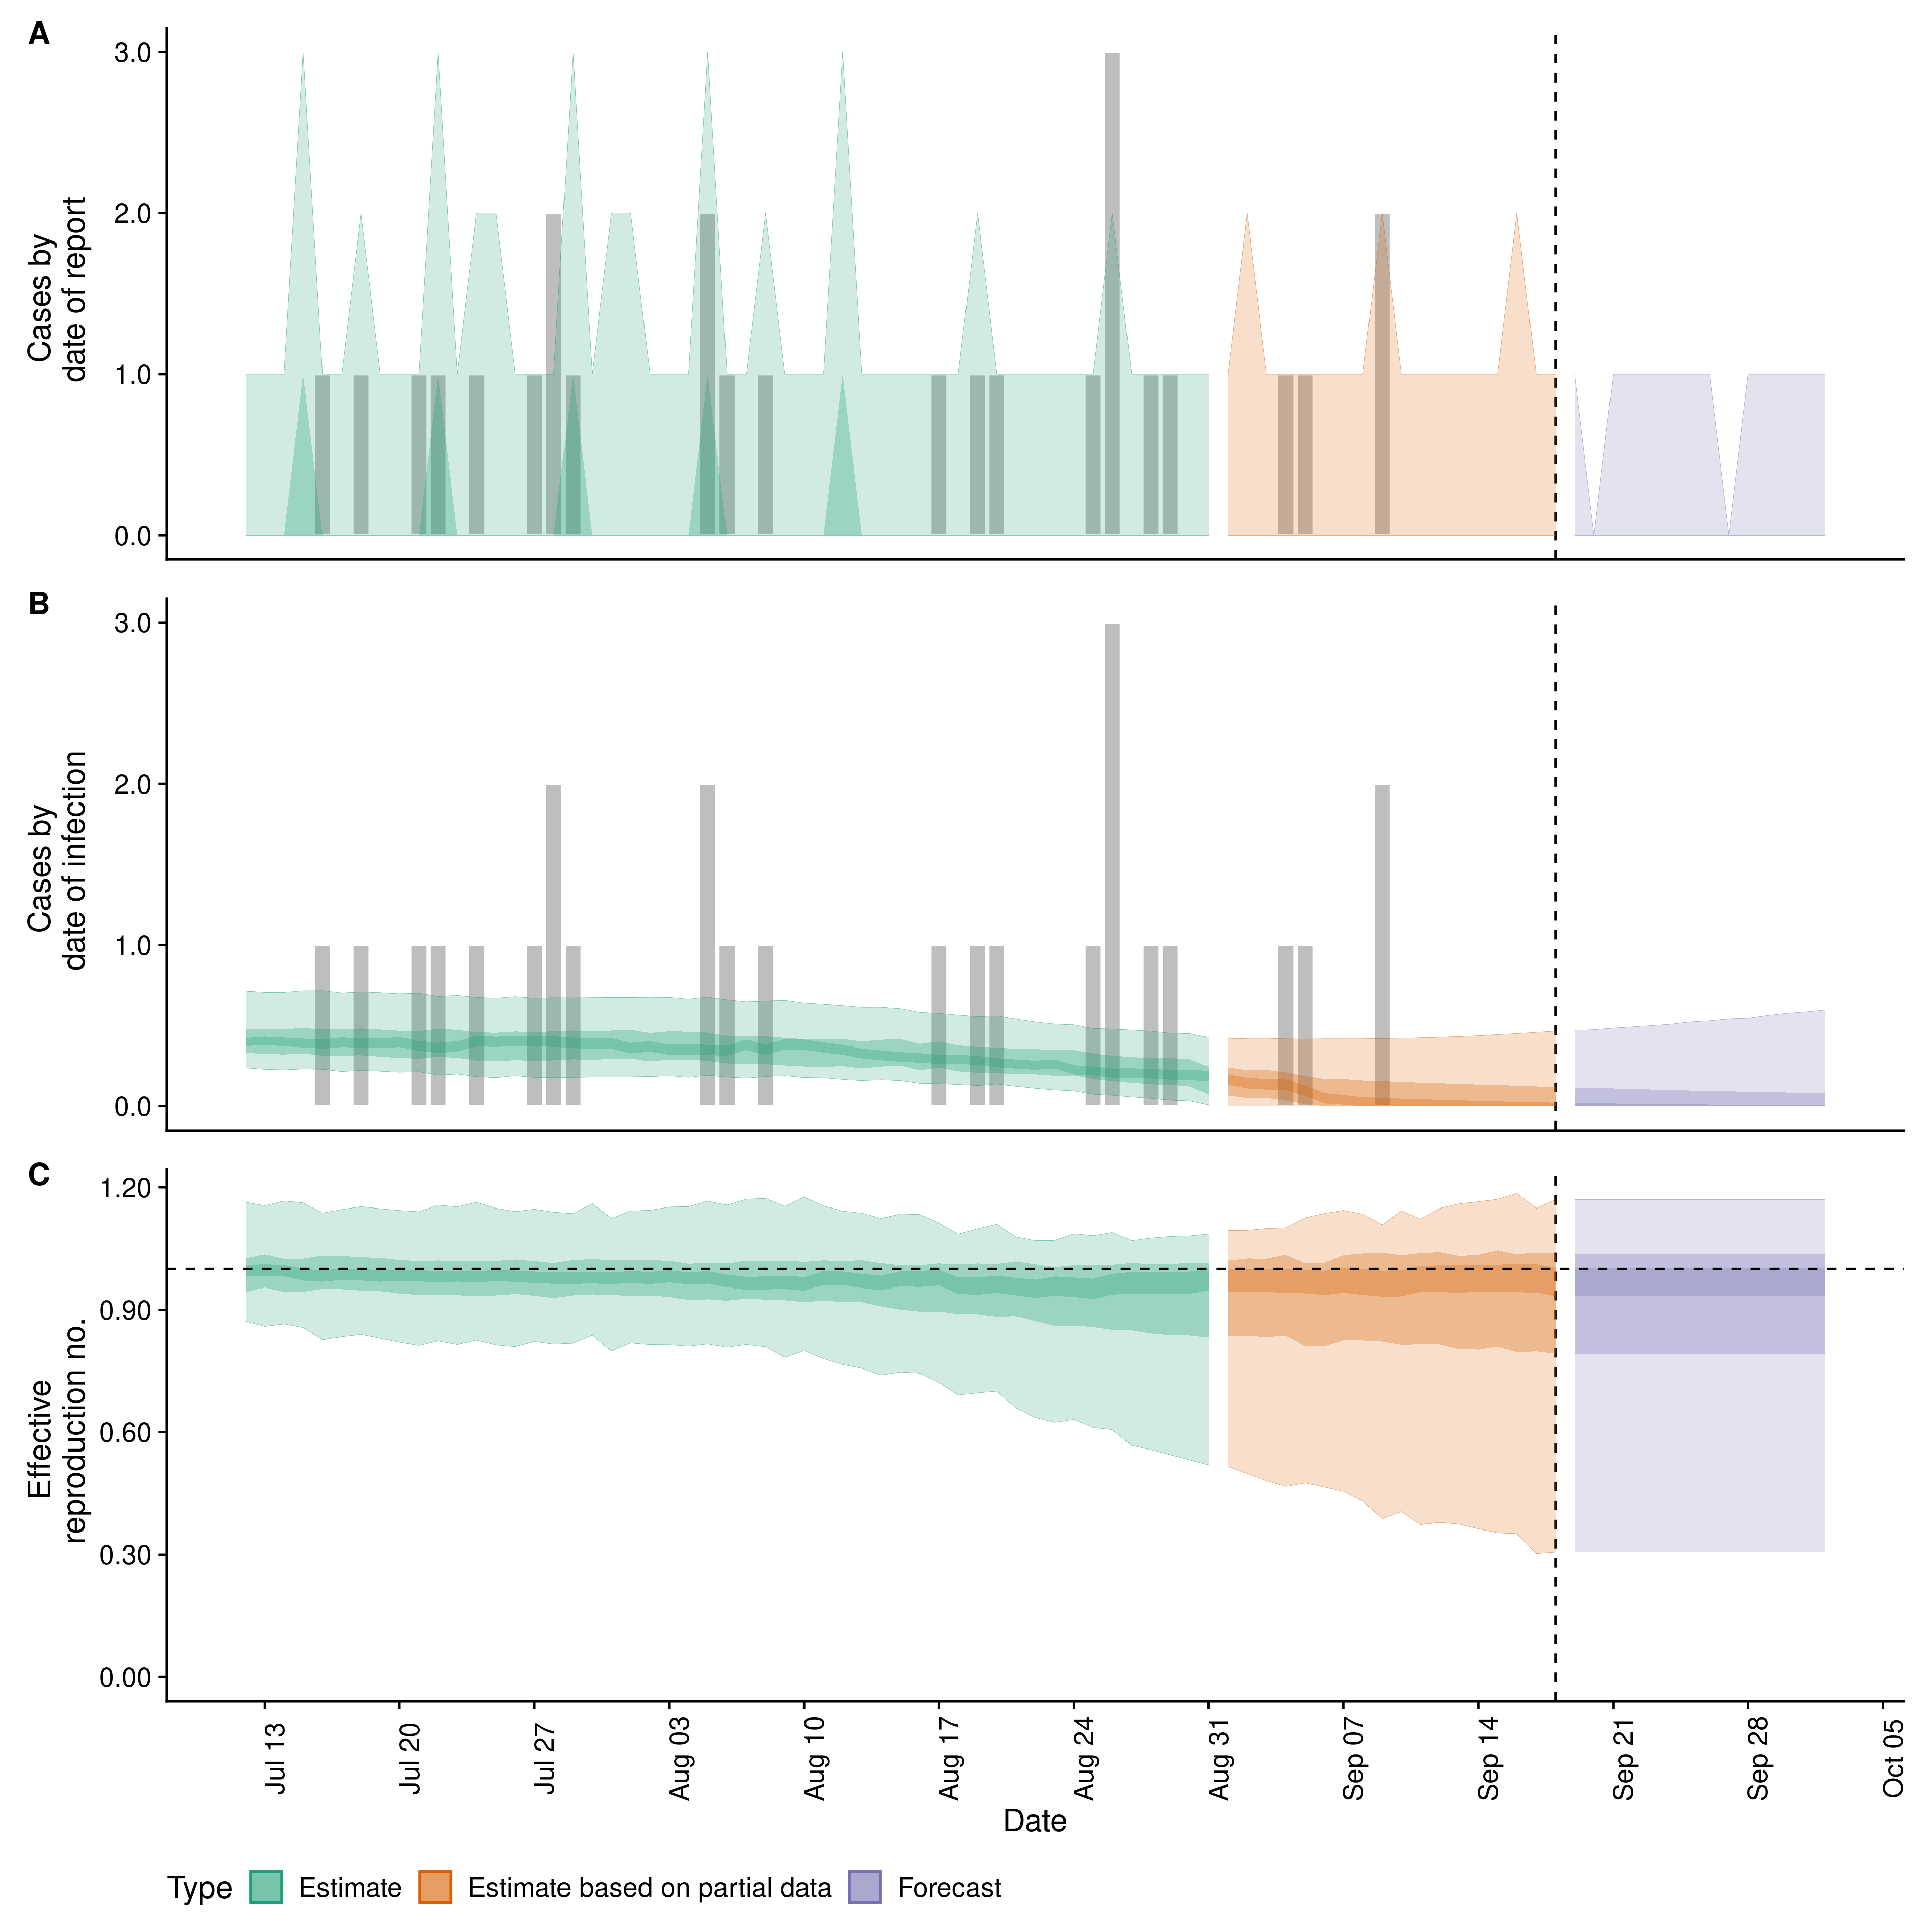 A
Cases by
date of report
3.0
2.0
1.0
0.0
B
Cases by
date of infection
3.0
2.0
1.0
0.0
C
Effective
reproduction no.
1.20
0.90
0.60
0.30
0.00
Jul 13
Jul 20
Jul 27
Aug 03
Aug 10
Aug 17
Aug 24
Aug 31
Sep 07
Sep 14
Sep 21
Sep 28
Oct 05
Date
Type Estimate Estimate based on partial data Forecast